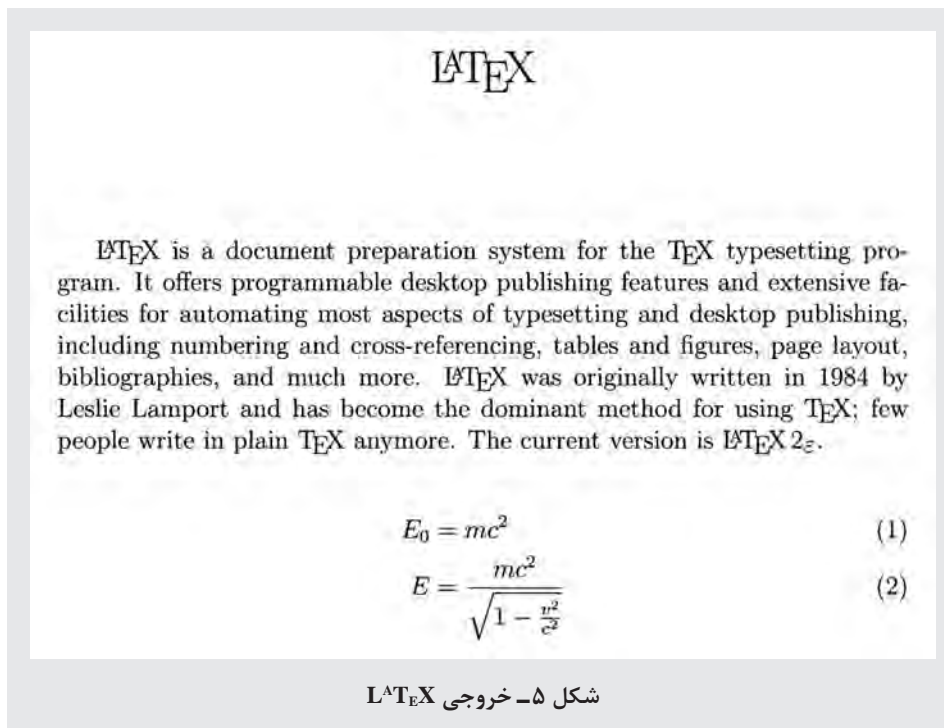 LATEX
LATEX is a document preparation system for the TEX typesetting pro-
gram. It offers programmable desktop publishing features and extensive fa-
cilities for automating most aspects of typesetting and desktop publishing,
including numbering and cross-referencing, tables and figures, page layout,
bibliographies, and much more. LATEX was originally written in 1984 by
Leslie Lamport and has become the dominant method for using TEX; few
people write in plain TEX anymore. The current version is LATEX 2ε.
E₀ = mc² (1)
E = mc² / √(1 − v²/c²) (2)
شکل ۵ــ خروجی LATEX